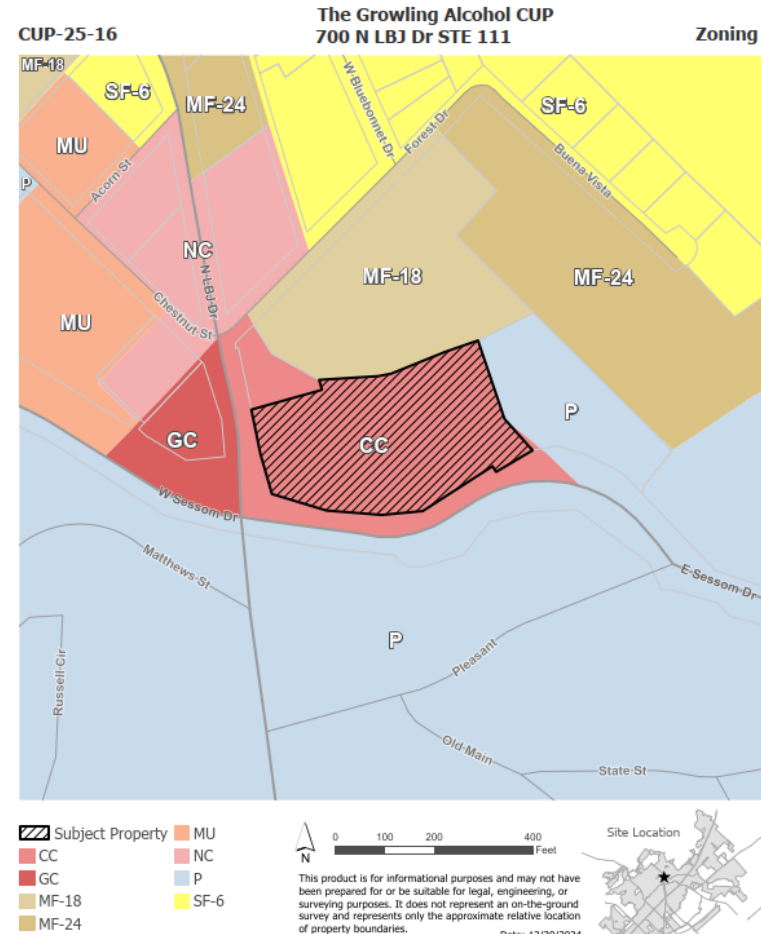 CUP-25-16
The Growling Alcohol CUP
700 N LBJ Dr STE 111
Zoning
MF-18
SF-6
MF-24
SF-6
MU
P
Acorn St
W Bluebonnet Dr
Forest Dr
Buena Vista
NC
N LBJ Dr
MF-18
MF-24
MU
Chestnut St
P
GC
CC
W Sessom Dr
Matthews St
E Sessom Dr
P
Pleasant
Russell Cir
Old Main
State St
Subject Property
CC
GC
MF-18
MF-24
MU
NC
P
SF-6
N
0 100 200 400
Feet
This product is for informational purposes and may not have
been prepared for or be suitable for legal, engineering, or
surveying purposes. It does not represent an on-the-ground
survey and represents only the approximate relative location
of property boundaries.
Site Location